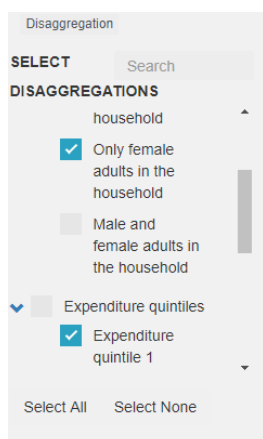 Disaggregation
SELECT Search
DISAGGREGATIONS
household
Only female
adults in the
household
Male and
female adults in
the household
Expenditure quintiles
Expenditure
quintile 1
Select All Select None